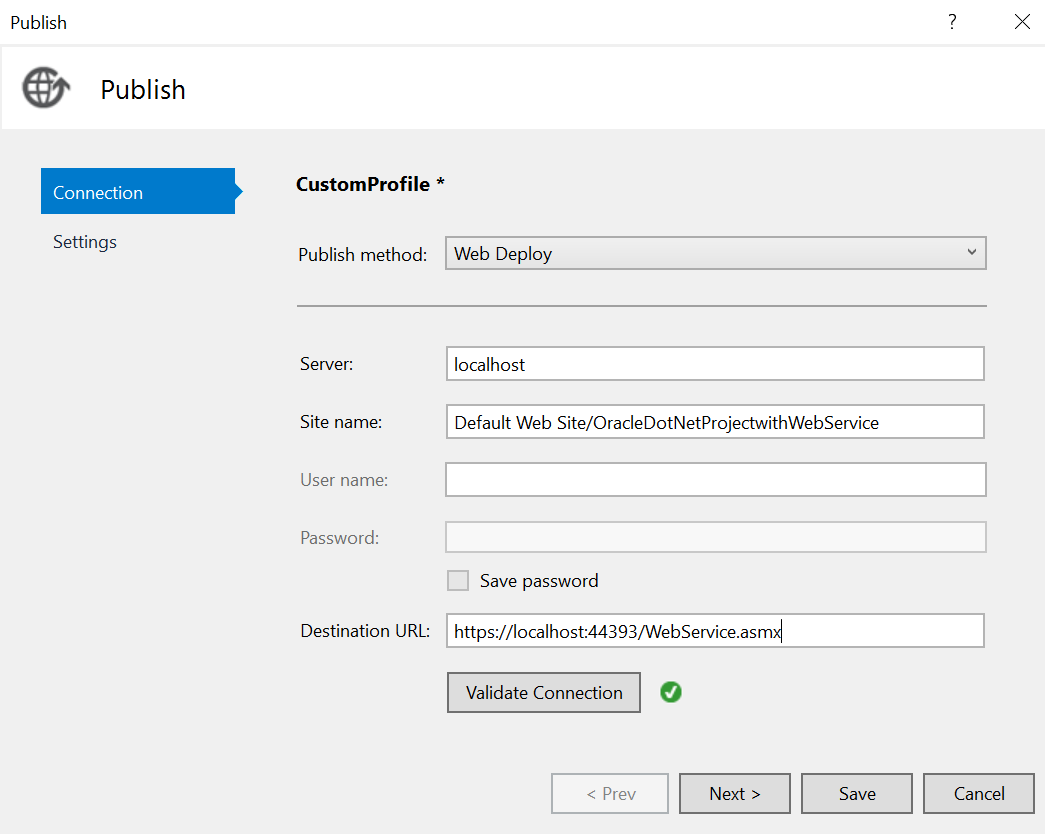 Publish
?
Publish
Connection
Settings
CustomProfile *
Publish method: Web Deploy
Server: localhost
Site name: Default Web Site/OracleDotNetProjectwithWebService
User name:
Password:
Save password
Destination URL: https://localhost:44393/WebService.asmx
Validate Connection
< Prev
Next >
Save
Cancel